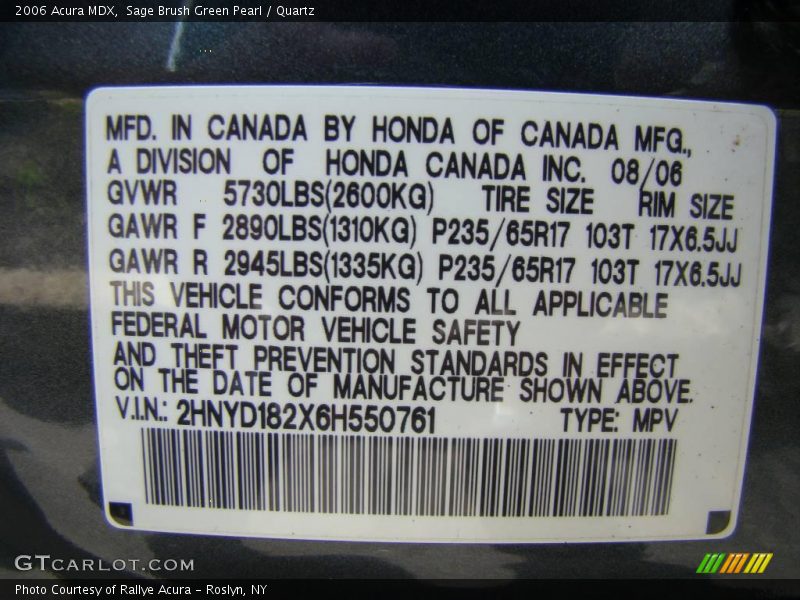 2006 Acura MDX,  Sage Brush Green Pearl / Quartz
MFD. IN CANADA BY HONDA OF CANADA MFG.,
A DIVISION OF HONDA CANADA INC. 08/06
GVWR 5730LBS(2600KG) TIRE SIZE RIM SIZE
GAWR F 2890LBS(1310KG) P235/65R17 103T 17X6.5JJ
GAWR R 2945LBS(1335KG) P235/65R17 103T 17X6.5JJ
THIS VEHICLE CONFORMS TO ALL APPLICABLE
FEDERAL MOTOR VEHICLE SAFETY
AND THEFT PREVENTION STANDARDS IN EFFECT
ON THE DATE OF MANUFACTURE SHOWN ABOVE.
V.I.N.: 2HNYD182X6H550761 TYPE: MPV
GTCARLOT.COM
Photo Courtesy of Rallye Acura - Roslyn, NY